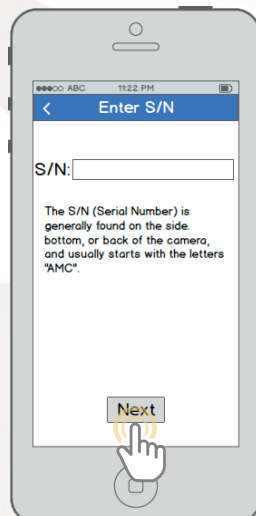 ABC 11:22 PM
Enter S/N
S/N:
The S/N (Serial Number) is
generally found on the side.
bottom, or back of the camera,
and usually starts with the letters
"AMC".
Next